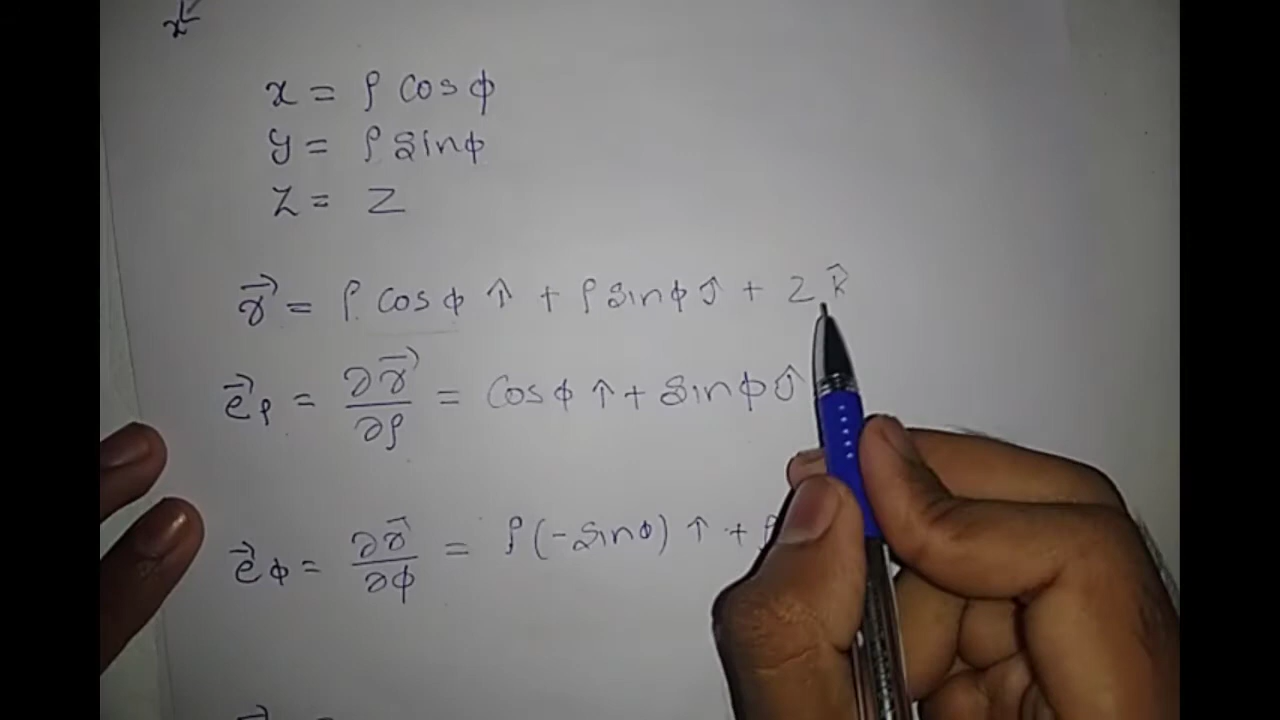 x
x = ρ cos φ
y = ρ sin φ
z = z
r⃗ = ρ cos φ î + ρ sin φ ĵ + z k̂
e⃗ρ = ∂r⃗/∂ρ = cos φ î + sin φ ĵ
e⃗φ = ∂r⃗/∂φ = ρ(-sin φ) î + ρ